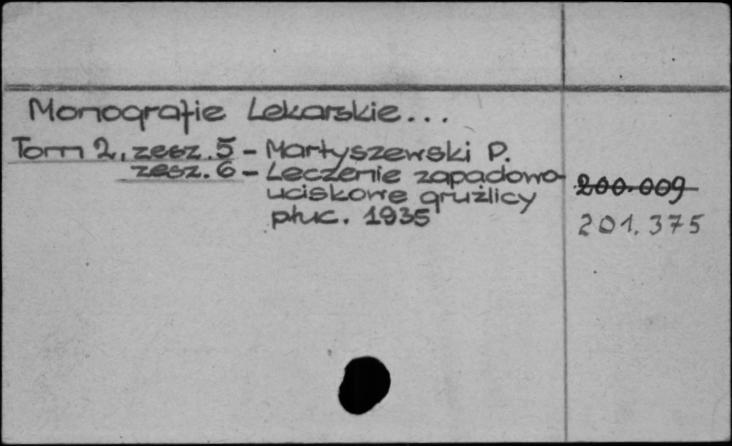 Monografie Lekarskie...
Tom 2, zesz. 5 - Martyszewski P.
zesz. 6 - Leczenie zapadowo
uciskowe gruźlicy
płuc. 1935
200.009
201.375